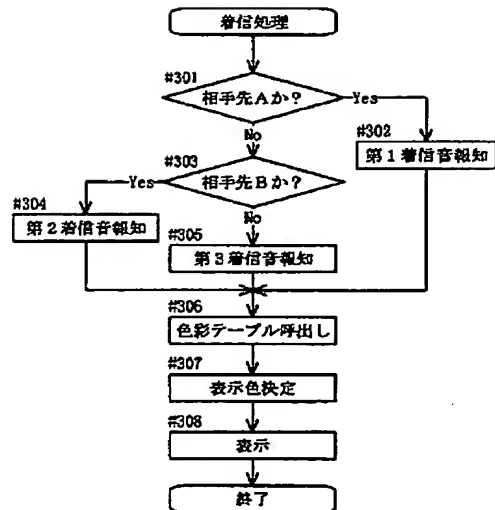 着信処理
#301
相手先Aか?
Yes
No
#302
第1着信音報知
#303
相手先Bか?
Yes
No
#304
第2着信音報知
#305
第3着信音報知
#306
色彩テーブル呼出し
#307
表示色決定
#308
表示
終了